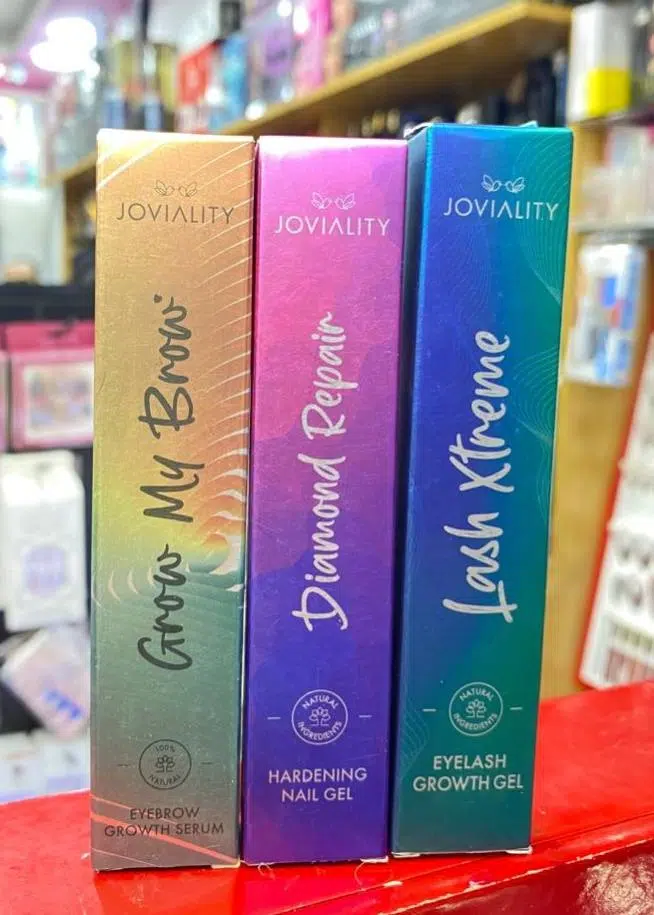 JOVIALITY
Grow My Brow
100%
NATURAL
EYEBROW
GROWTH SERUM
JOVIALITY
Diamond Repair
NATURAL
INGREDIENTS
HARDENING
NAIL GEL
JOVIALITY
Lash Xtreme
NATURAL
INGREDIENTS
EYELASH
GROWTH GEL